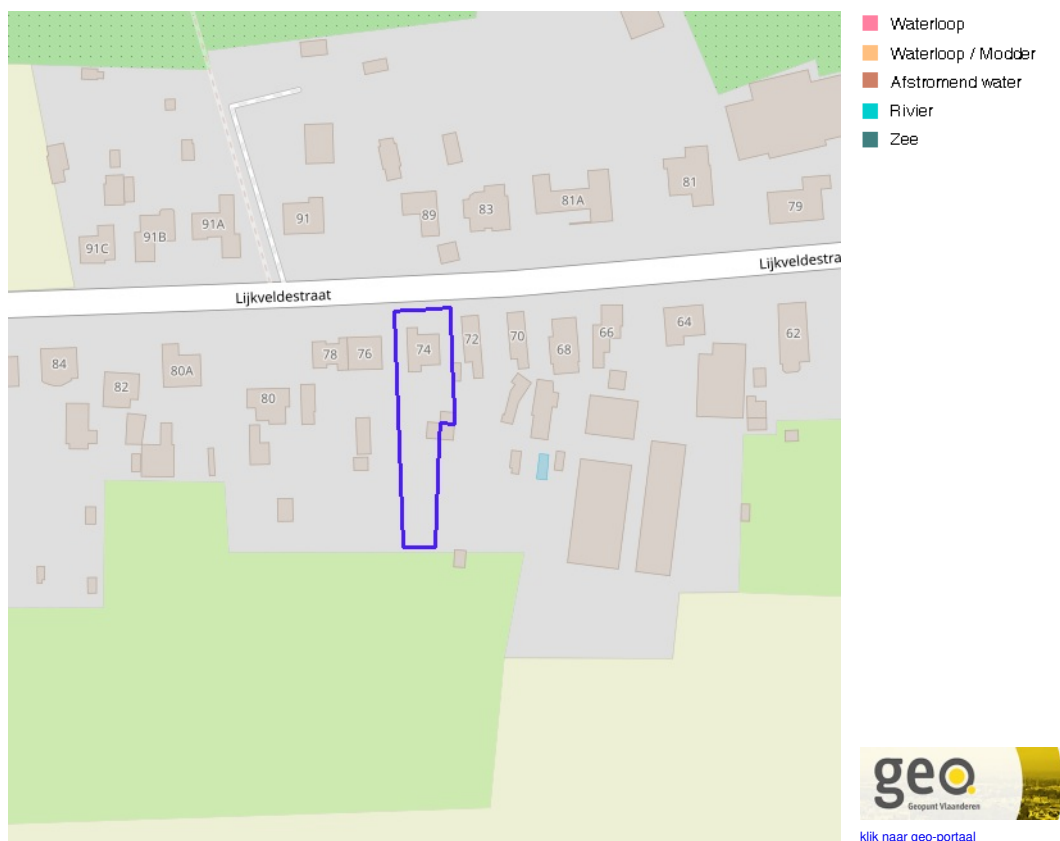 Waterloop
Waterloop / Modder
Afstromend water
Rivier
Zee
91C
91B
91A
91
89
83
81A
81
79
Lijkveldestraat
Lijkveldestra
84
82
80A
80
78
76
74
72
70
68
66
64
62
geo
Geopunt Vlaanderen
klik naar geo-portaal